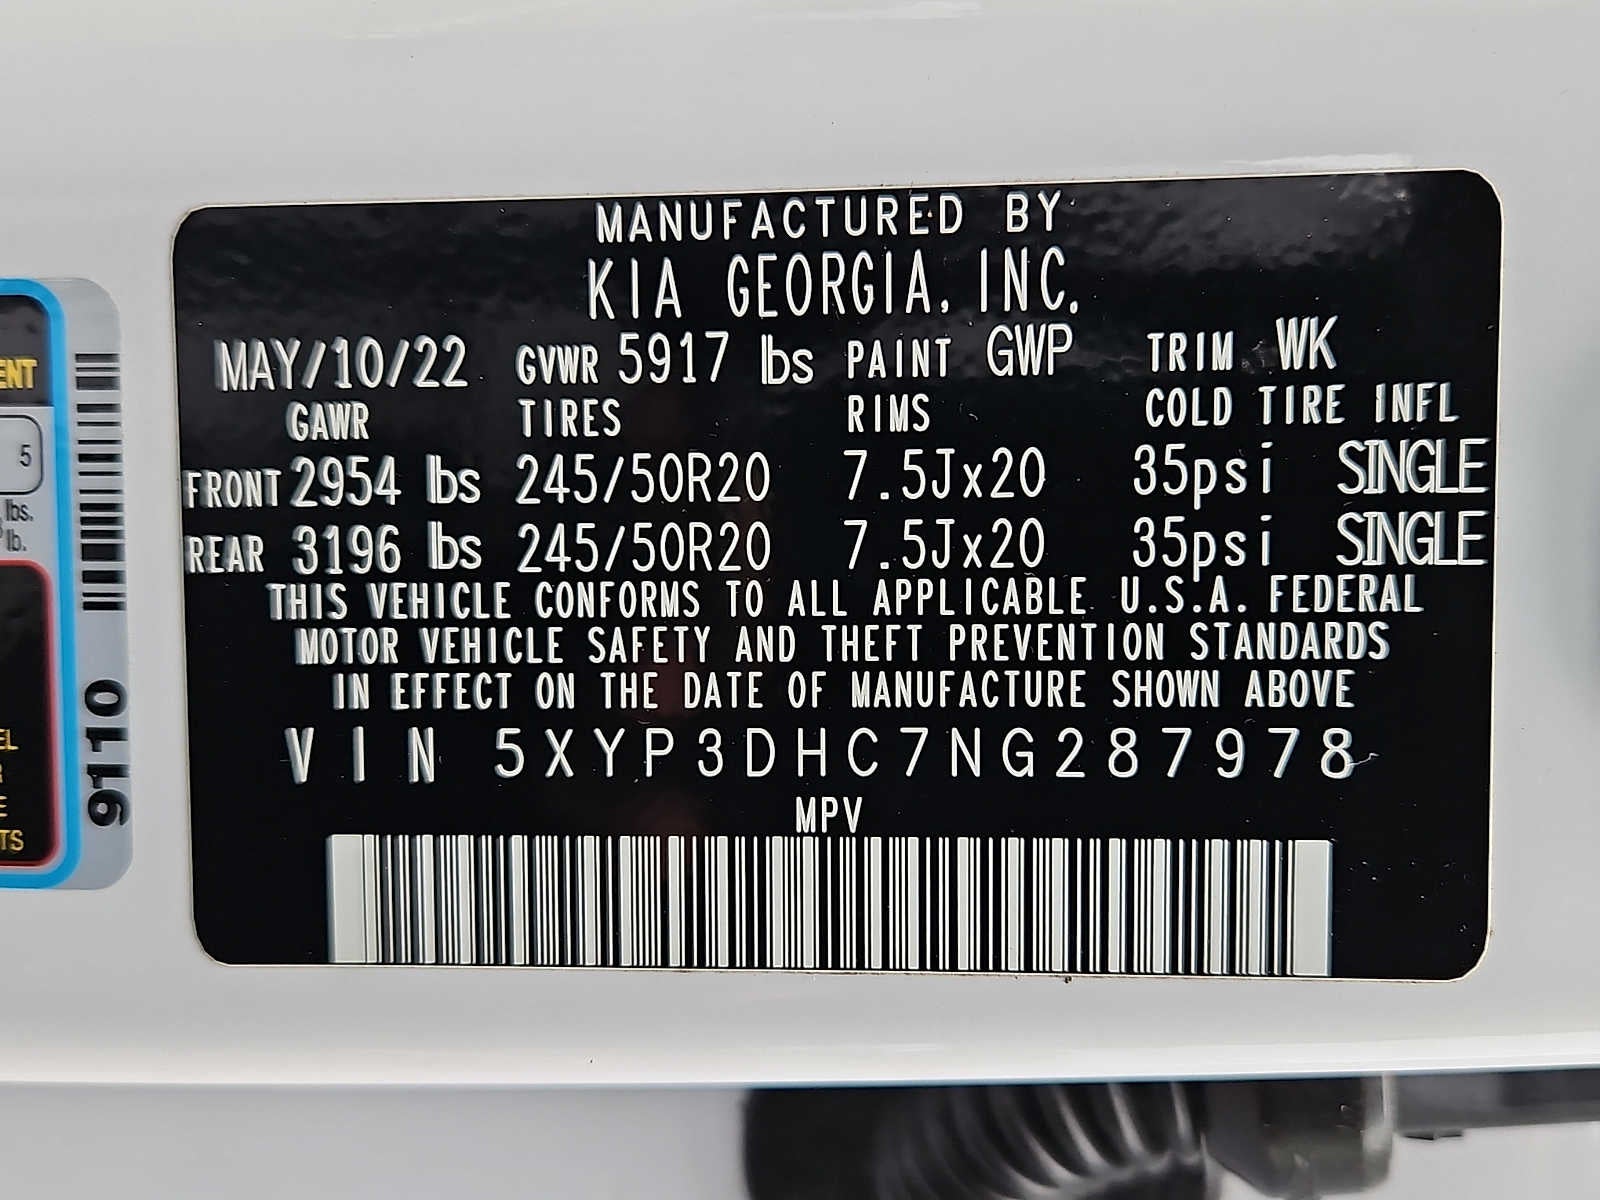 MANUFACTURED BY
KIA GEORGIA, INC.
MAY/10/22 GVWR 5917 lbs PAINT GWP TRIM WK
GAWR TIRES RIMS COLD TIRE INFL
FRONT 2954 lbs 245/50R20 7.5Jx20 35psi SINGLE
REAR 3196 lbs 245/50R20 7.5Jx20 35psi SINGLE
THIS VEHICLE CONFORMS TO ALL APPLICABLE U.S.A. FEDERAL
MOTOR VEHICLE SAFETY AND THEFT PREVENTION STANDARDS
IN EFFECT ON THE DATE OF MANUFACTURE SHOWN ABOVE
VIN 5XYP3DHC7NG287978
MPV
5
lbs.
lb.
9110